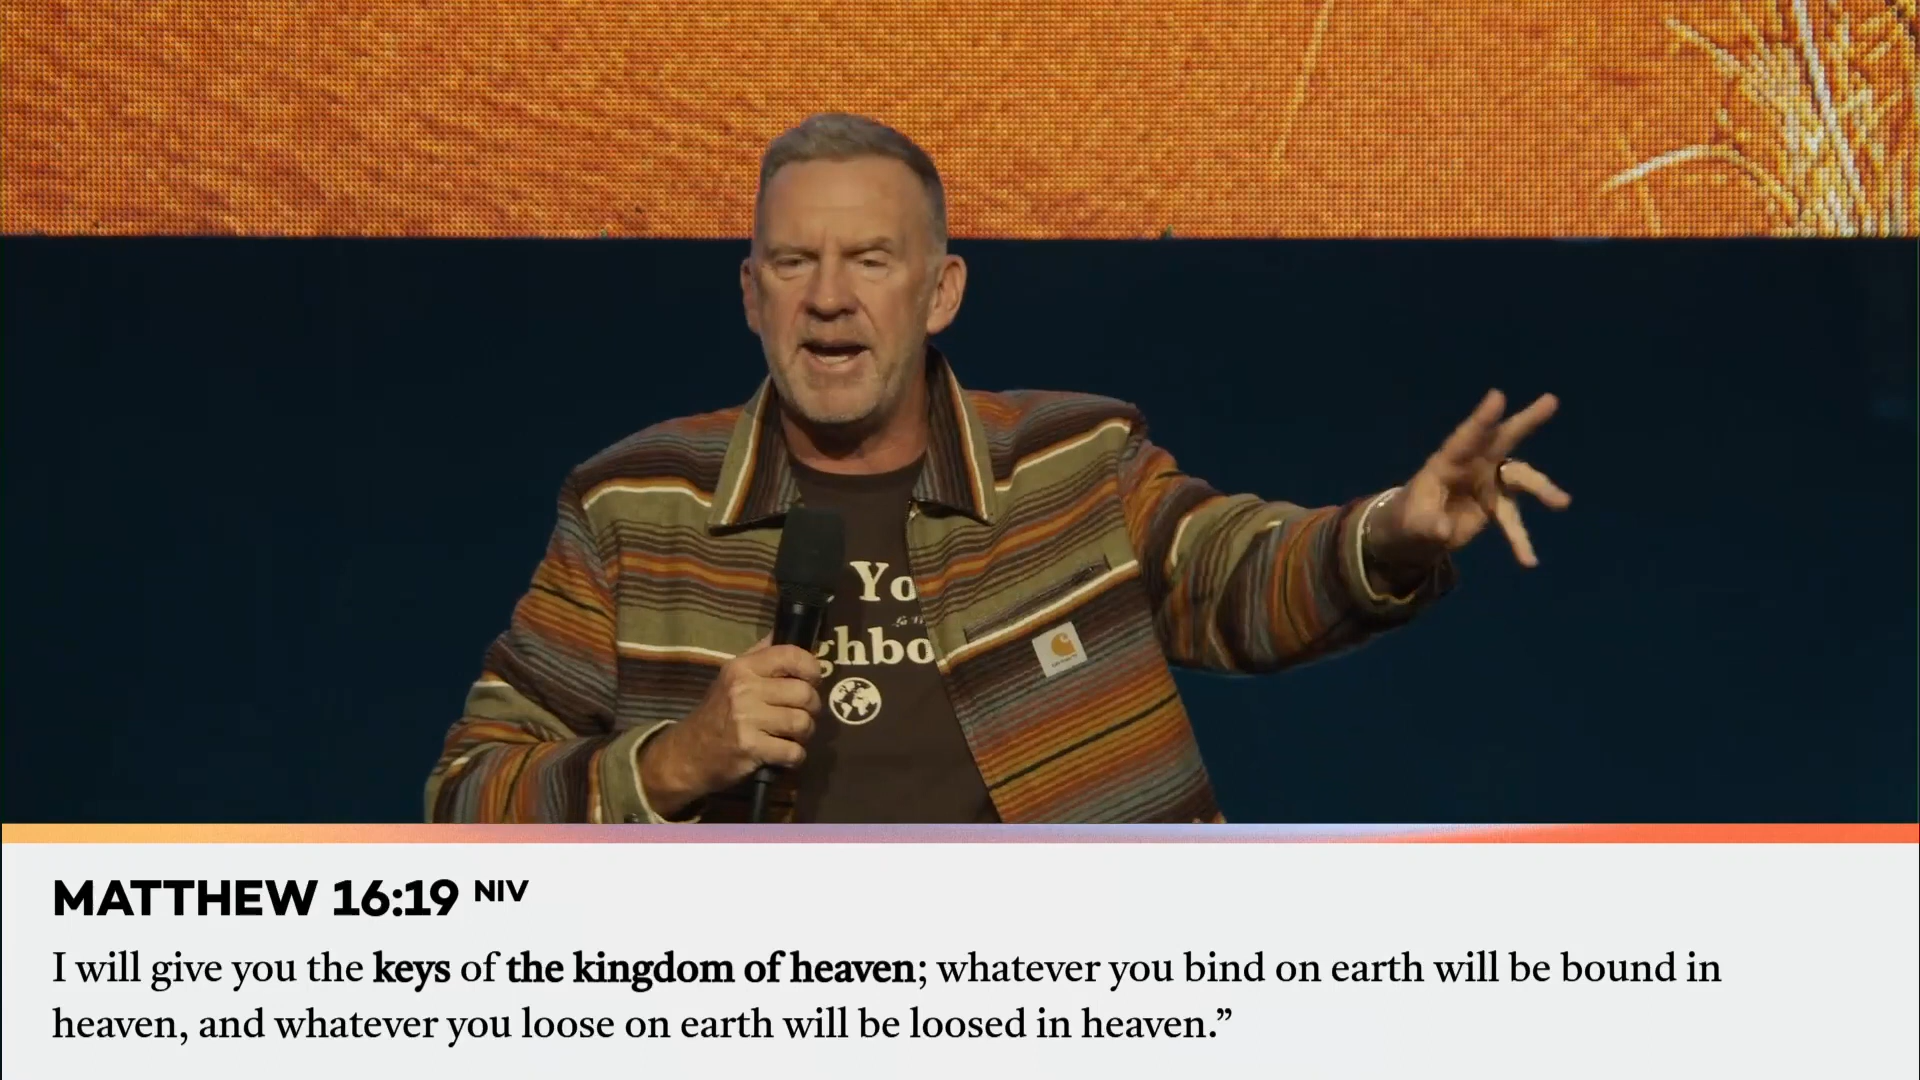 Yo
ghbo
MATTHEW 16:19 NIV
I will give you the keys of the kingdom of heaven; whatever you bind on earth will be bound in
heaven, and whatever you loose on earth will be loosed in heaven.”